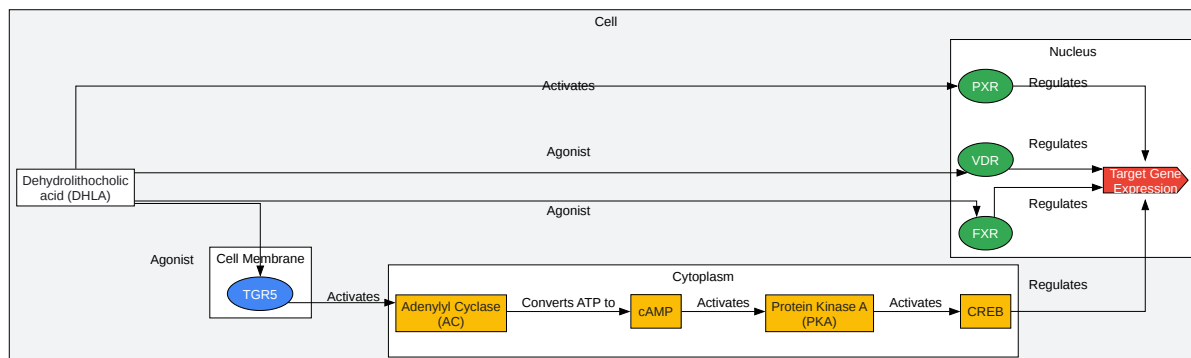 Cell
Nucleus
PXR
Regulates
Activates
VDR
Regulates
Agonist
Dehydrolithocholic
acid (DHLA)
Target Gene
Expression
Regulates
Agonist
FXR
Agonist
Cell Membrane
TGR5
Activates
Cytoplasm
Adenylyl Cyclase
(AC)
Converts ATP to
cAMP
Activates
Protein Kinase A
(PKA)
Activates
CREB
Regulates